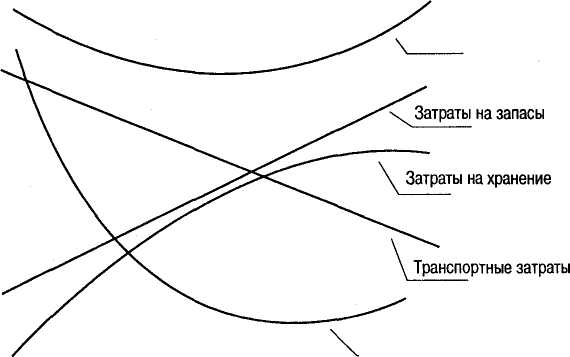 Затраты на запасы
Затраты на хранение
Транспортные затраты